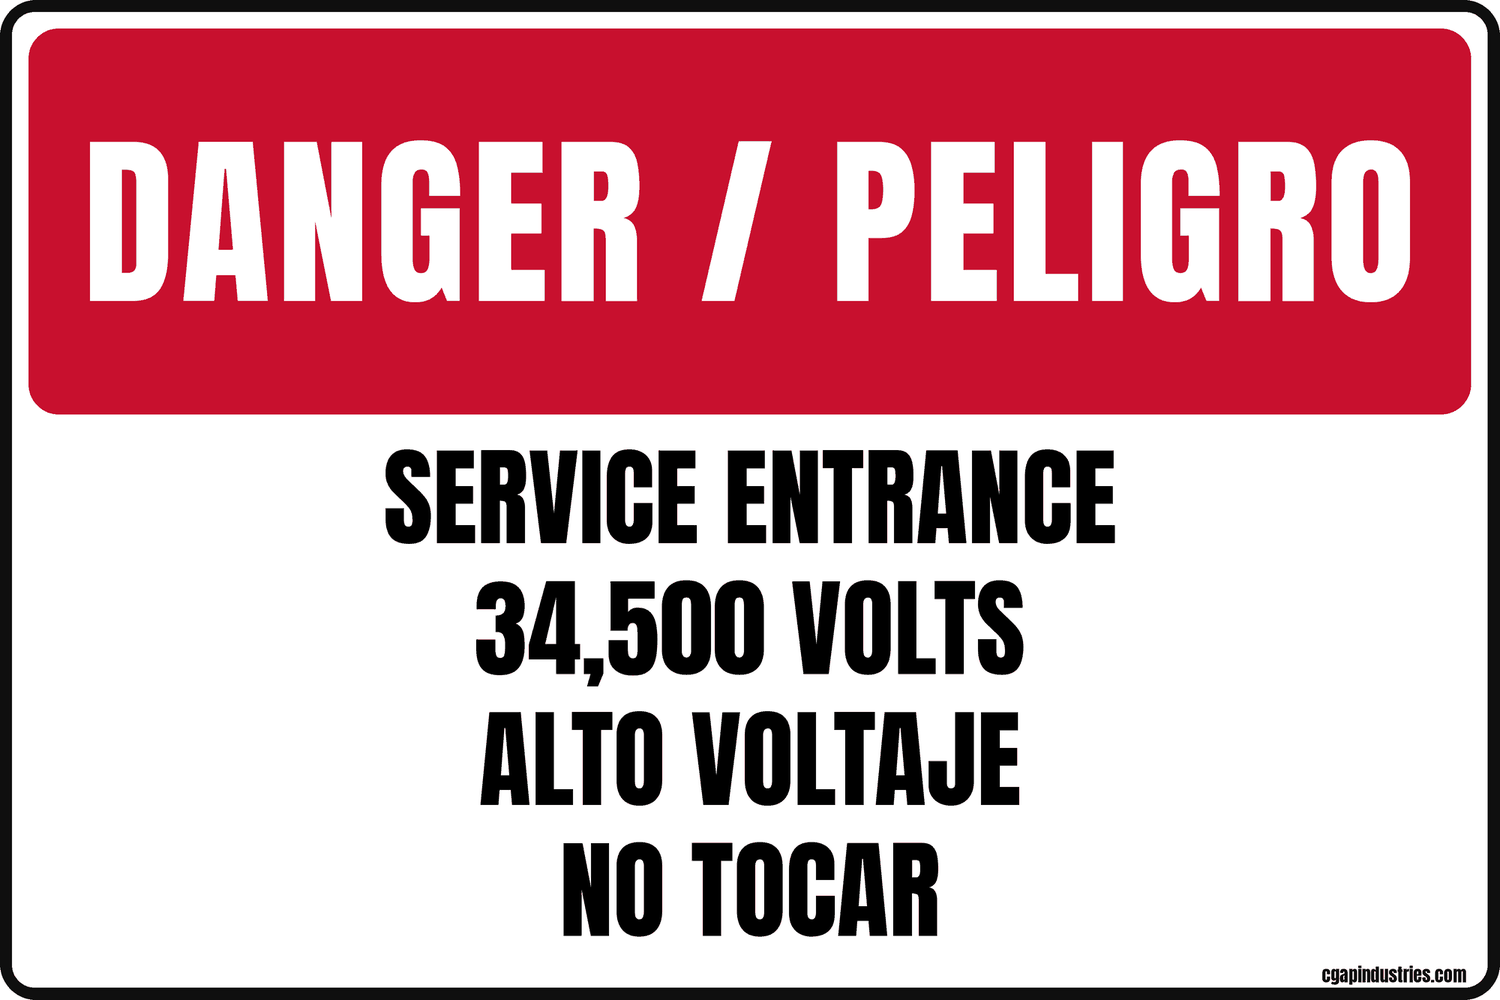 DANGER / PELIGRO
SERVICE ENTRANCE
34,500 VOLTS
ALTO VOLTAJE
NO TOCAR
cgapindustries.com